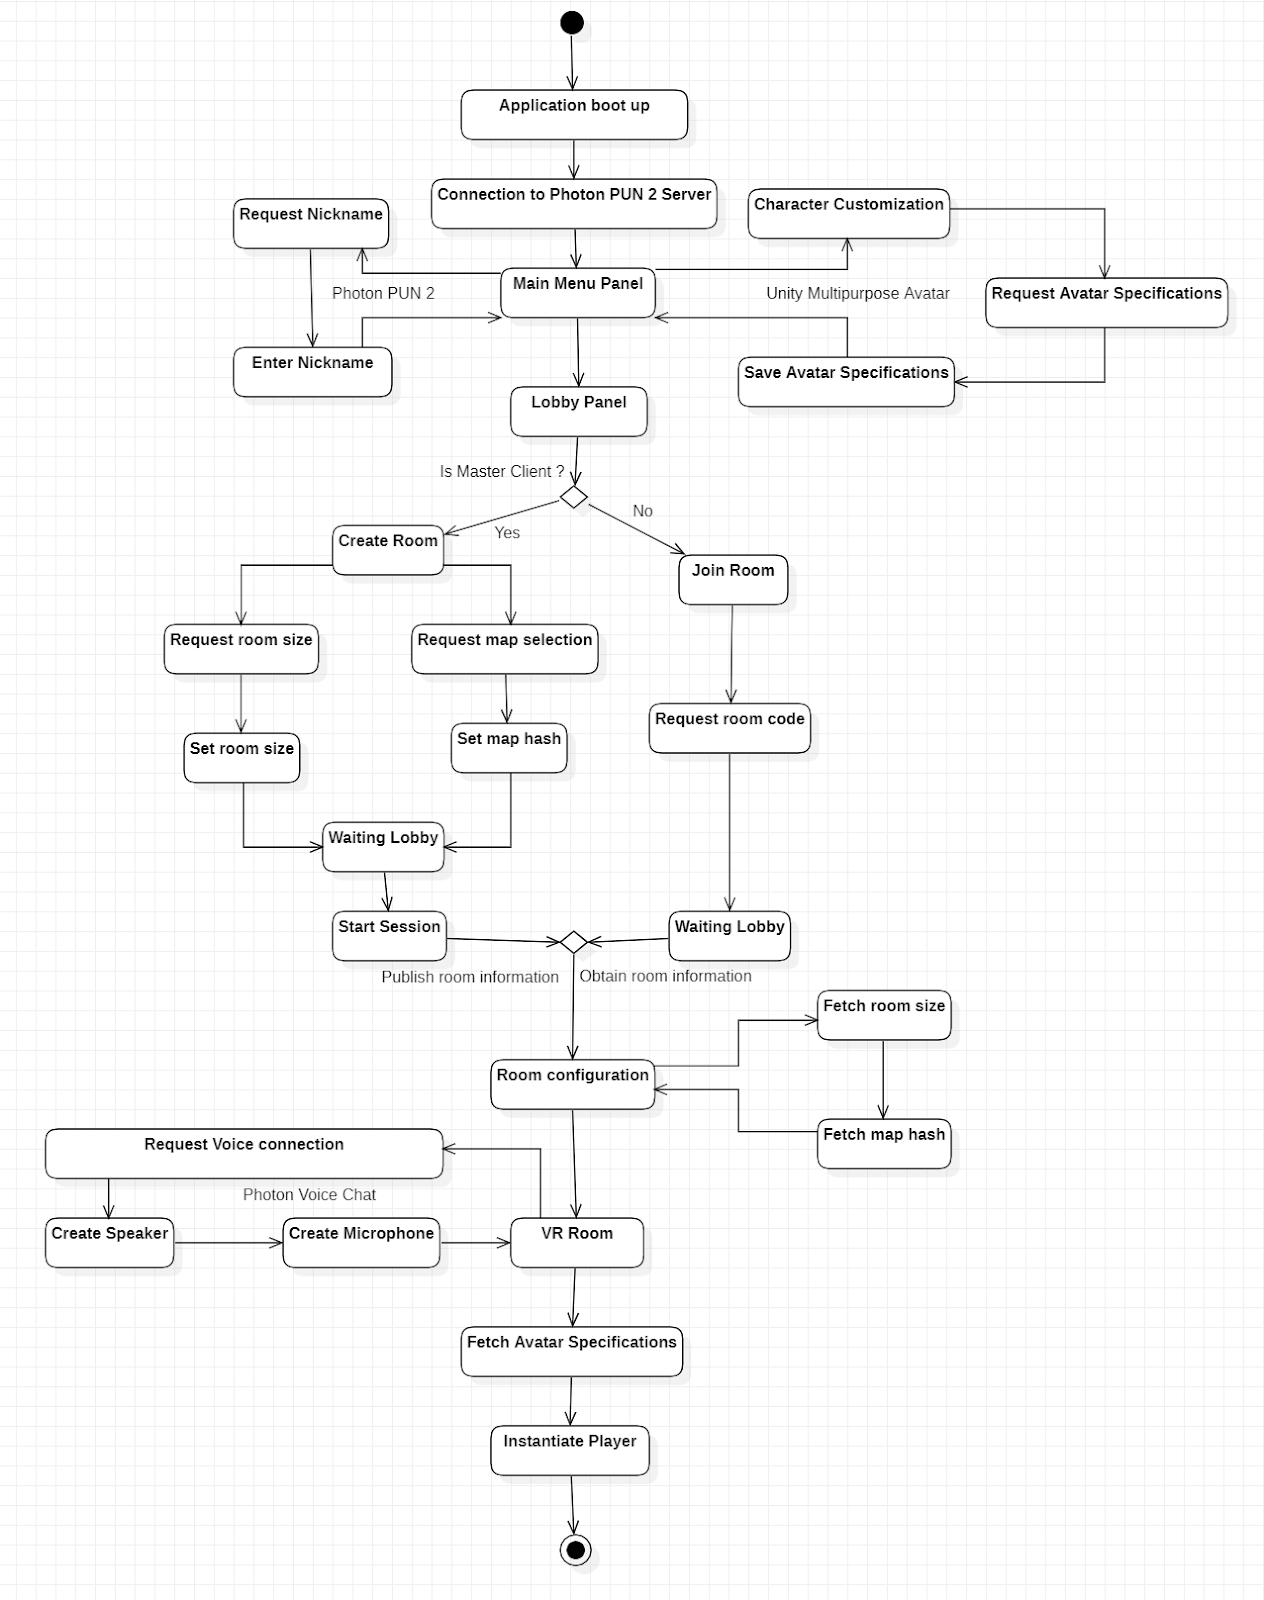 Application boot up
Connection to Photon PUN 2 Server
Request Nickname
Character Customization
Main Menu Panel
Photon PUN 2
Unity Multipurpose Avatar
Request Avatar Specifications
Enter Nickname
Save Avatar Specifications
Lobby Panel
Is Master Client ?
No
Yes
Create Room
Join Room
Request room size
Request map selection
Request room code
Set room size
Set map hash
Waiting Lobby
Start Session
Waiting Lobby
Publish room information
Obtain room information
Fetch room size
Room configuration
Fetch map hash
Request Voice connection
Photon Voice Chat
Create Speaker
Create Microphone
VR Room
Fetch Avatar Specifications
Instantiate Player